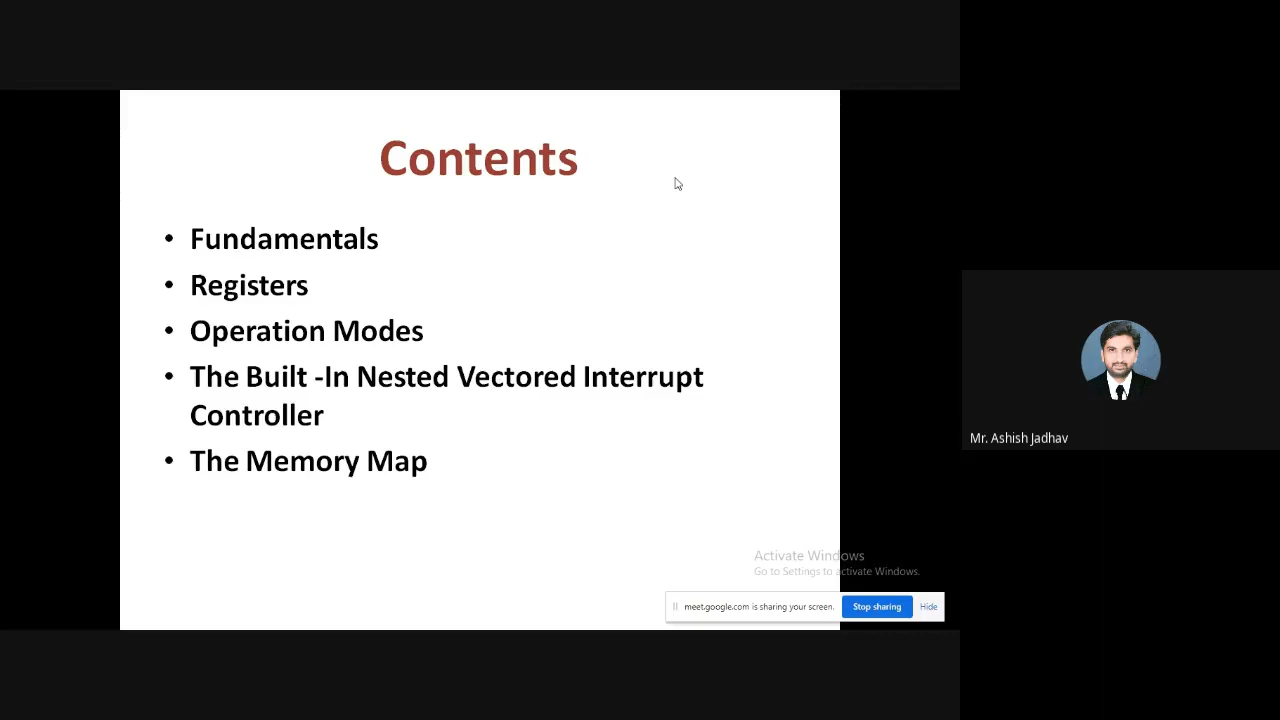 Contents
• Fundamentals
• Registers
• Operation Modes
• The Built -In Nested Vectored Interrupt
Controller
• The Memory Map
Mr. Ashish Jadhav
Activate Windows
Go to Settings to activate Windows.
meet.google.com is sharing your screen. Stop sharing Hide